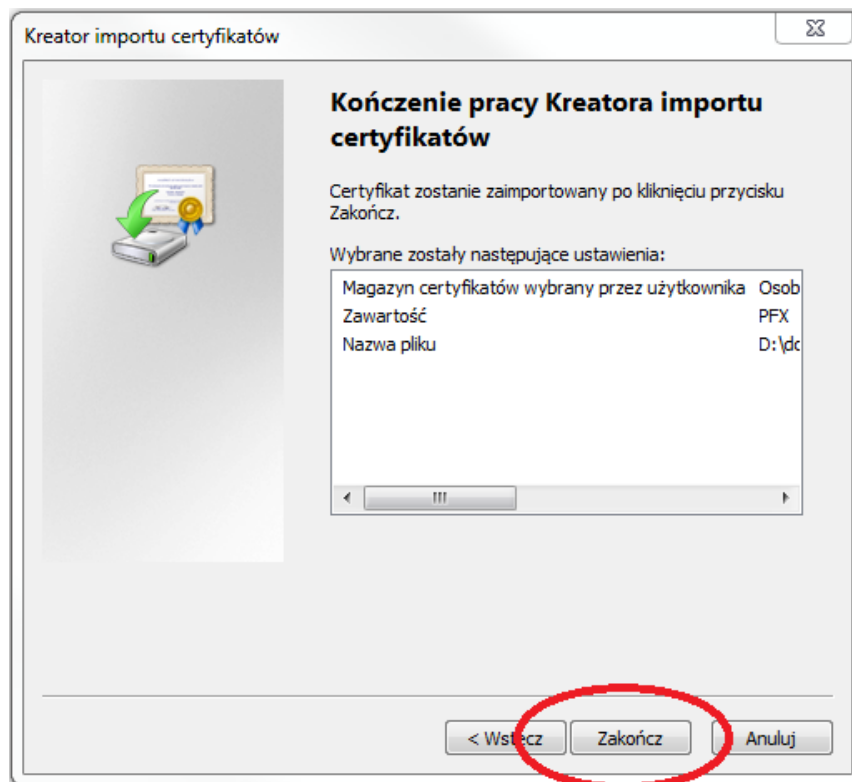 Kreator importu certyfikatów
Kończenie pracy Kreatora importu
certyfikatów
Certyfikat zostanie zaimportowany po kliknięciu przycisku
Zakończ.
Wybrane zostały następujące ustawienia:
Magazyn certyfikatów wybrany przez użytkownika Osob
Zawartość PFX
Nazwa pliku D:\dc
< Wstecz Zakończ Anuluj